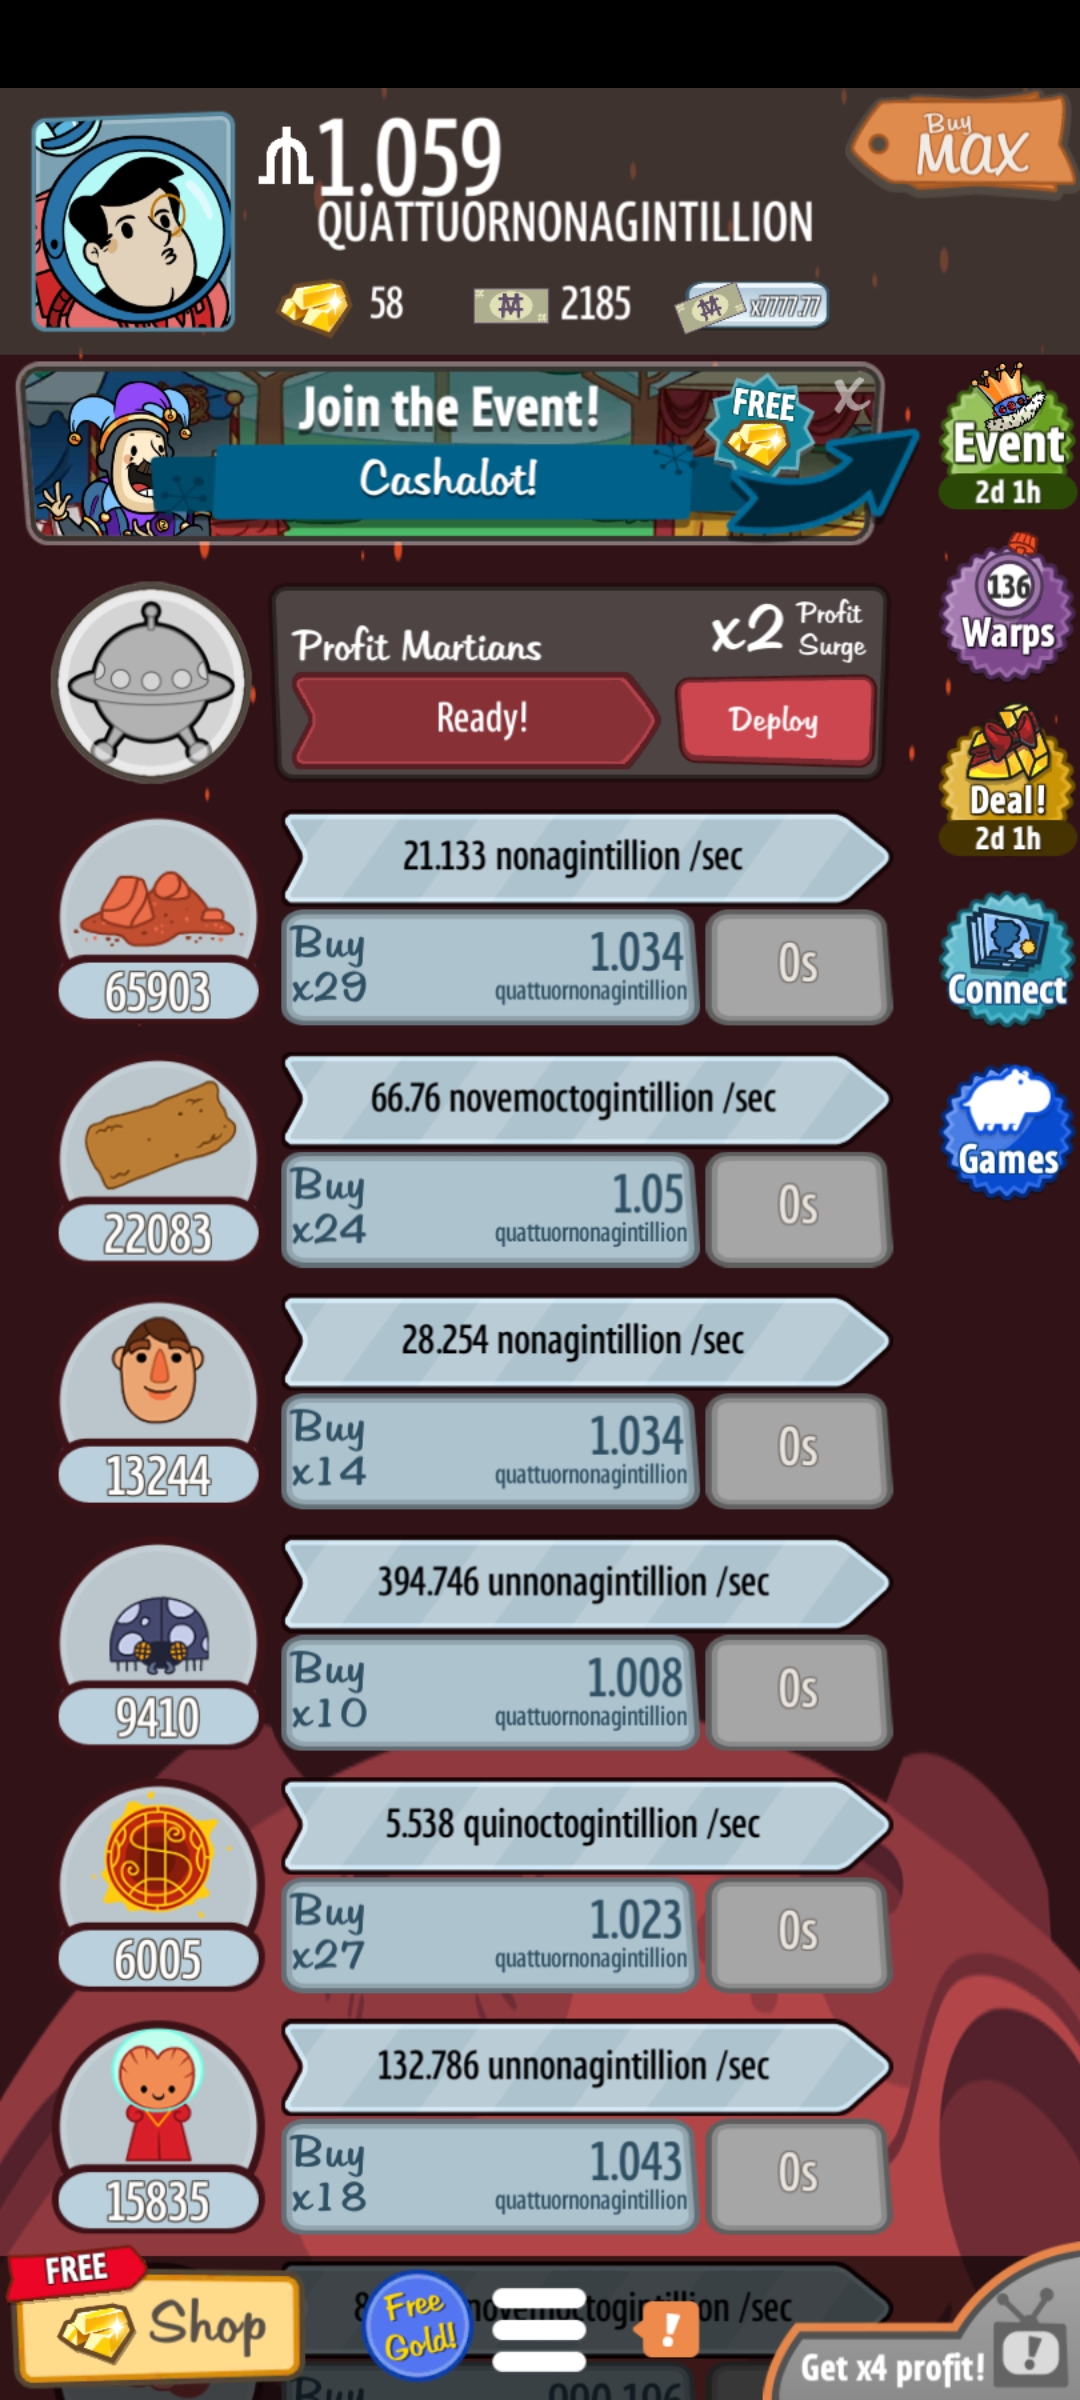 1.059
QUATTUORNONAGINTILLION
Buy
MAX
58
2185
x7777.77
Join the Event!
FREE
X
Cashalot!
Event
2d 1h
136
Warps
Profit Martians
x2 Profit
Surge
Ready!
Deploy
Deal!
2d 1h
21.133 nonagintillion /sec
65903
Buy
x29
1.034
quattuornonagintillion
0s
Connect
66.76 novemoctogintillion /sec
22083
Buy
x24
1.05
quattuornonagintillion
0s
Games
28.254 nonagintillion /sec
13244
Buy
x14
1.034
quattuornonagintillion
0s
394.746 unnonagintillion /sec
9410
Buy
x10
1.008
quattuornonagintillion
0s
5.538 quinoctogintillion /sec
6005
Buy
x27
1.023
quattuornonagintillion
0s
132.786 unnonagintillion /sec
15835
Buy
x18
1.043
quattuornonagintillion
0s
FREE
Shop
Free
Gold!
/sec
!
Get x4 profit!
!
Buy